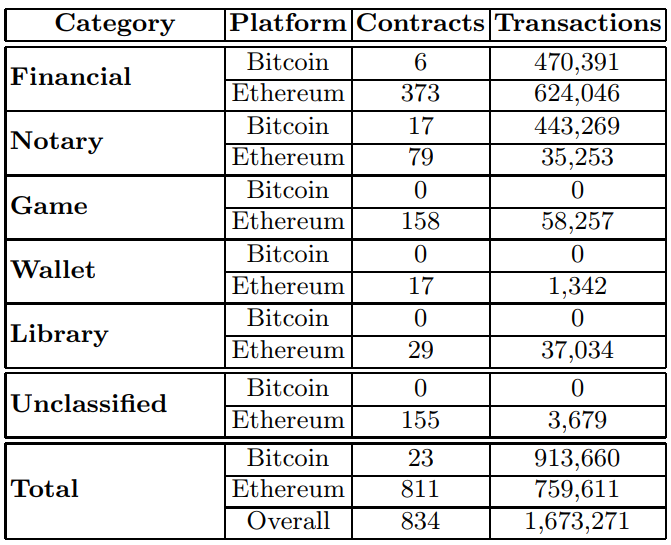 Category Platform Contracts Transactions
Financial Bitcoin 6 470,391
Ethereum 373 624,046
Notary Bitcoin 17 443,269
Ethereum 79 35,253
Game Bitcoin 0 0
Ethereum 158 58,257
Wallet Bitcoin 0 0
Ethereum 17 1,342
Library Bitcoin 0 0
Ethereum 29 37,034
Unclassified Bitcoin 0 0
Ethereum 155 3,679
Total Bitcoin 23 913,660
Ethereum 811 759,611
Overall 834 1,673,271